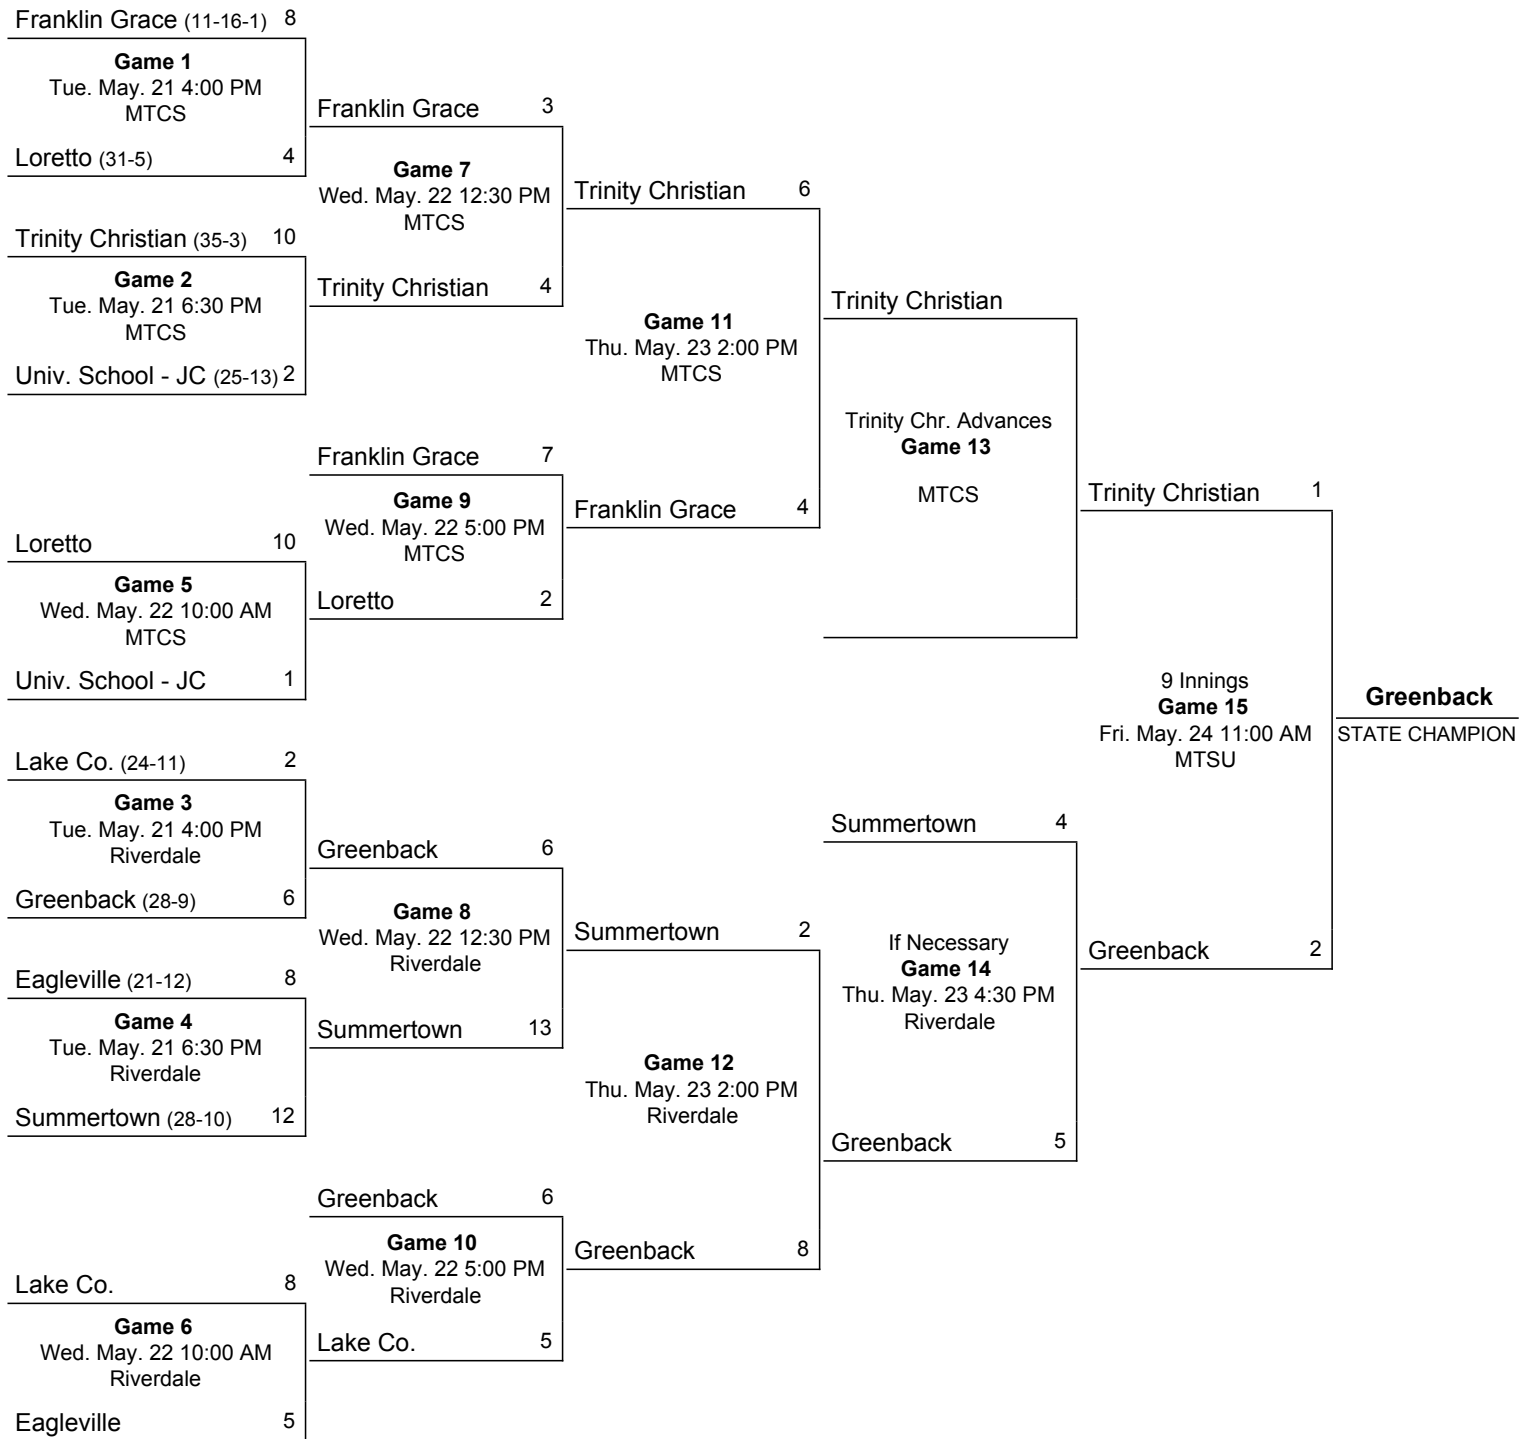 Franklin Grace (11-16-1) 8
Game 1
Tue. May. 21 4:00 PM
MTCS
Loretto (31-5) 4
Trinity Christian (35-3) 10
Game 2
Tue. May. 21 6:30 PM
MTCS
Univ. School - JC (25-13) 2
Loretto 10
Game 5
Wed. May. 22 10:00 AM
MTCS
Univ. School - JC 1
Lake Co. (24-11) 2
Game 3
Tue. May. 21 4:00 PM
Riverdale
Greenback (28-9) 6
Eagleville (21-12) 8
Game 4
Tue. May. 21 6:30 PM
Riverdale
Summertown (28-10) 12
Lake Co. 8
Game 6
Wed. May. 22 10:00 AM
Riverdale
Eagleville 5
Franklin Grace 3
Game 7
Wed. May. 22 12:30 PM
MTCS
Trinity Christian 4
Franklin Grace 7
Game 9
Wed. May. 22 5:00 PM
MTCS
Loretto 2
Greenback 6
Game 8
Wed. May. 22 12:30 PM
Riverdale
Summertown 13
Greenback 6
Game 10
Wed. May. 22 5:00 PM
Riverdale
Lake Co. 5
Trinity Christian 6
Game 11
Thu. May. 23 2:00 PM
MTCS
Franklin Grace 4
Summertown 2
Game 12
Thu. May. 23 2:00 PM
Riverdale
Greenback 8
Trinity Christian
Trinity Chr. Advances
Game 13
MTCS
Summertown 4
If Necessary
Game 14
Thu. May. 23 4:30 PM
Riverdale
Greenback 5
Trinity Christian 1
9 Innings
Game 15
Fri. May. 24 11:00 AM
MTSU
Greenback 2
Greenback
STATE CHAMPION